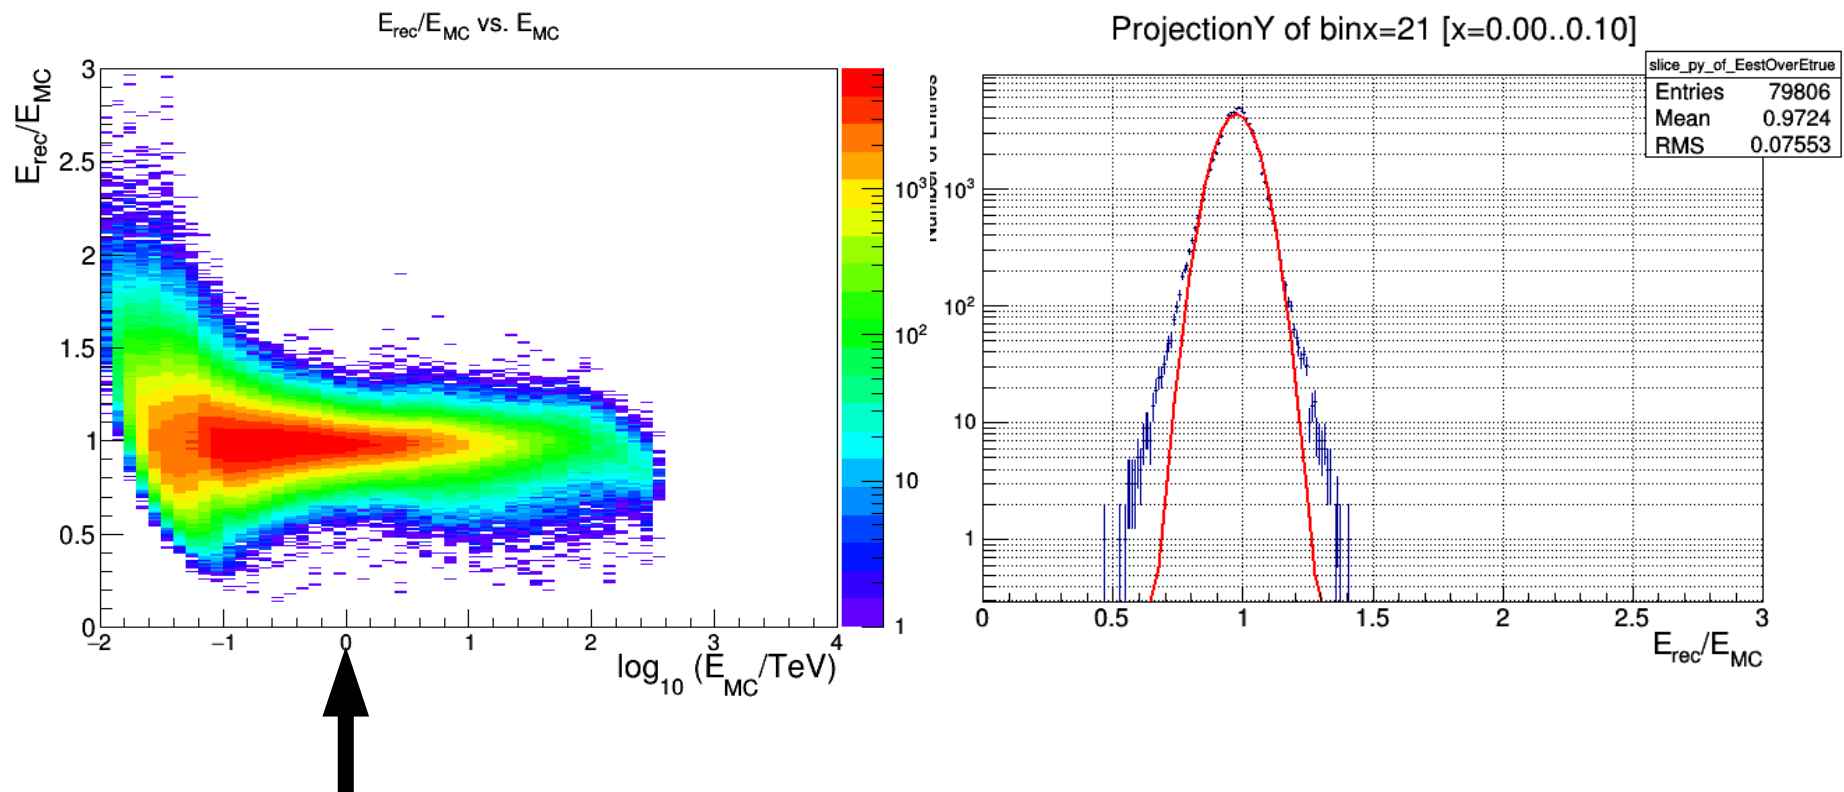 E_rec/E_MC vs. E_MC
E_rec/E_MC
3
2.5
2
1.5
1
0.5
0
−2 −1 0 1 2 3 4
log_10 (E_MC/TeV)
10^3
10^2
10
1
ProjectionY of binx=21 [x=0.00..0.10]
slice_py_of_EestOverEtrue
Entries 79806
Mean 0.9724
RMS 0.07553
Number of Entries
10^3
10^2
10
1
0 0.5 1 1.5 2 2.5 3
E_rec/E_MC